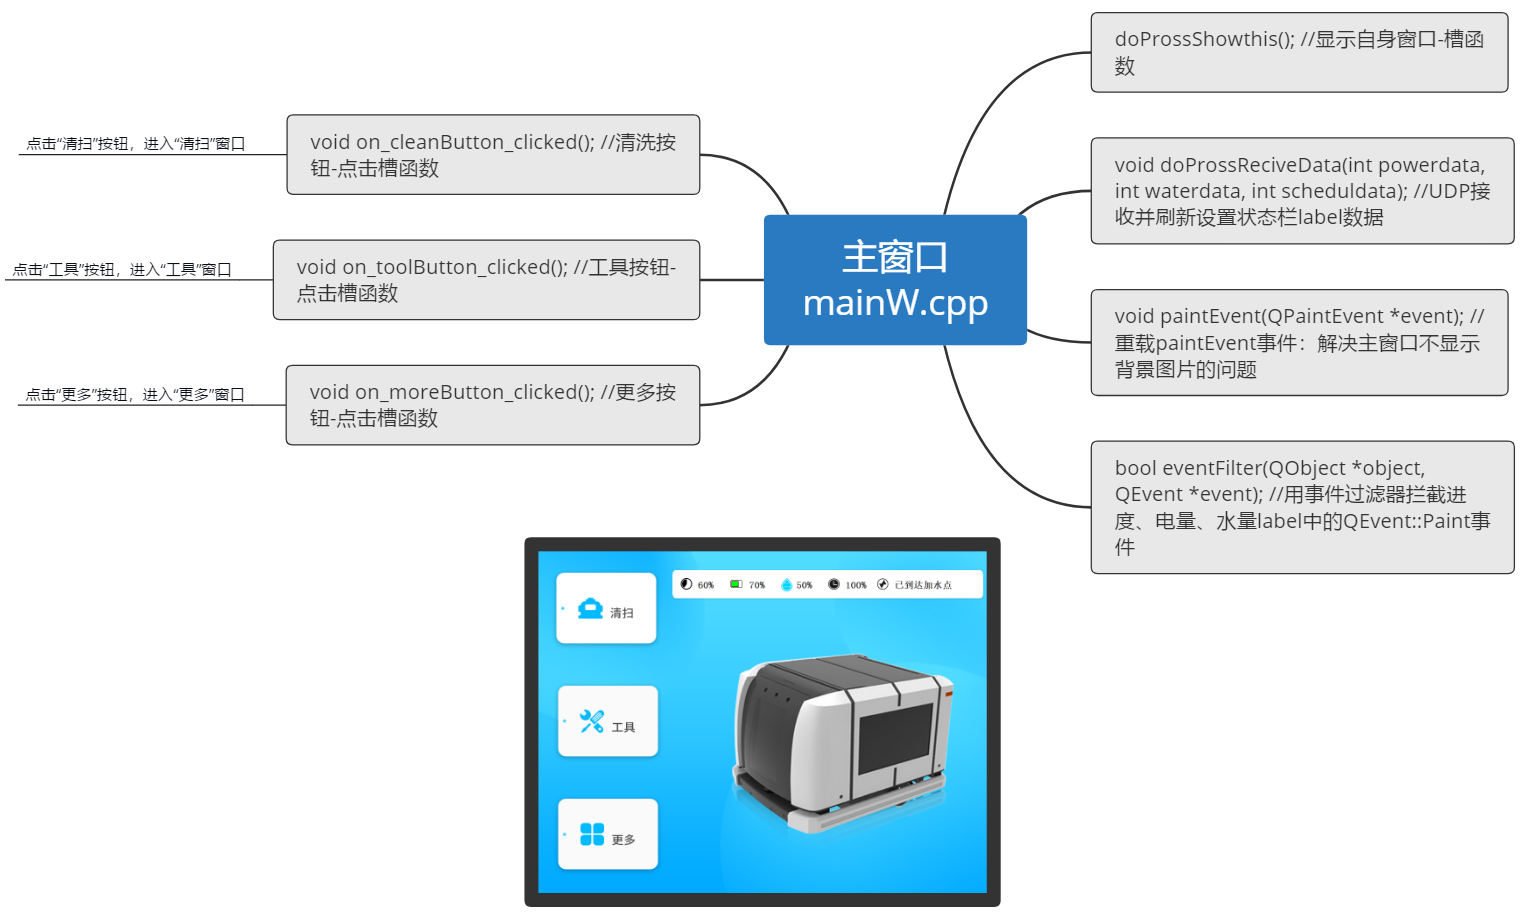 点击“清扫”按钮，进入“清扫”窗口
void on_cleanButton_clicked(); //清洗按
钮-点击槽函数
点击“工具”按钮，进入“工具”窗口
void on_toolButton_clicked(); //工具按钮-
点击槽函数
点击“更多”按钮，进入“更多”窗口
void on_moreButton_clicked(); //更多按
钮-点击槽函数
主窗口
mainW.cpp
doProssShowthis(); //显示自身窗口-槽函
数
void doProssReciveData(int powerdata,
int waterdata, int scheduldata); //UDP接
收并刷新设置状态栏label数据
void paintEvent(QPaintEvent *event); //
重载paintEvent事件：解决主窗口不显示
背景图片的问题
bool eventFilter(QObject *object,
QEvent *event); //用事件过滤器拦截进
度、电量、水量label中的QEvent::Paint事
件
60% 70% 50% 100% 已到达加水点
清扫
工具
更多